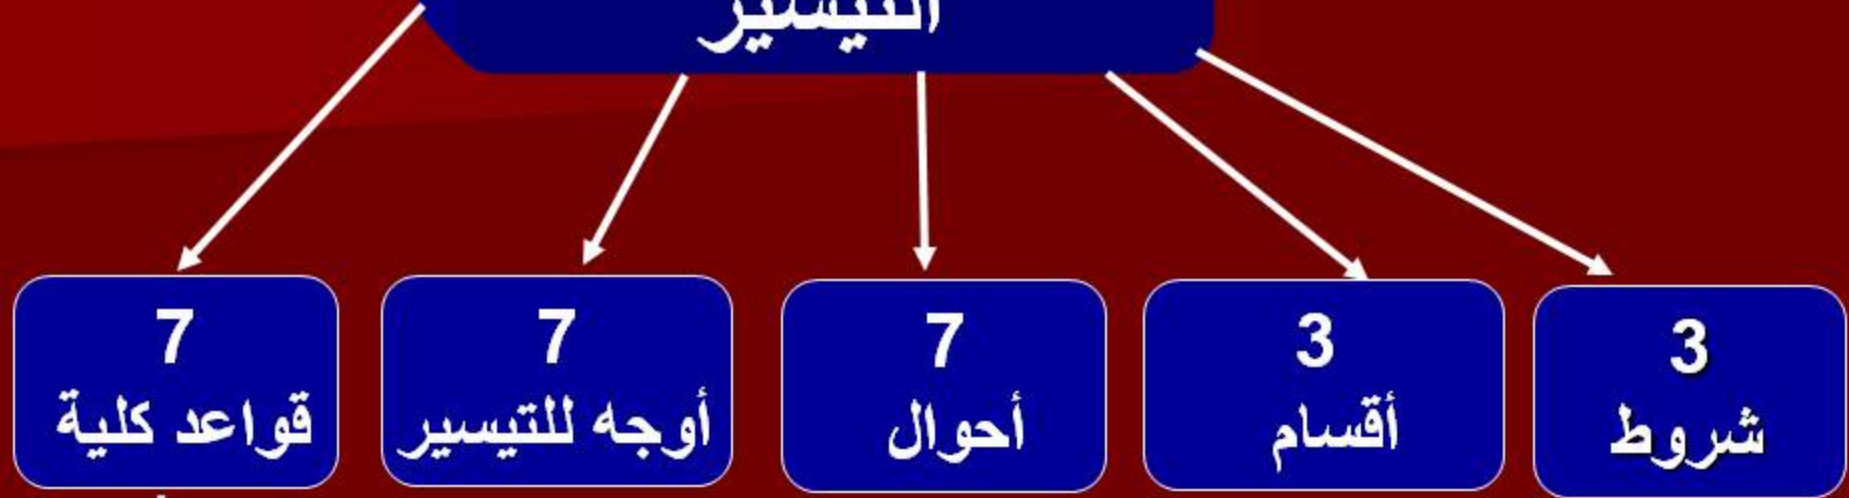 التيسير
3
شروط
3
أقسام
7
أحوال
7
أوجه للتيسير
7
قواعد كلية